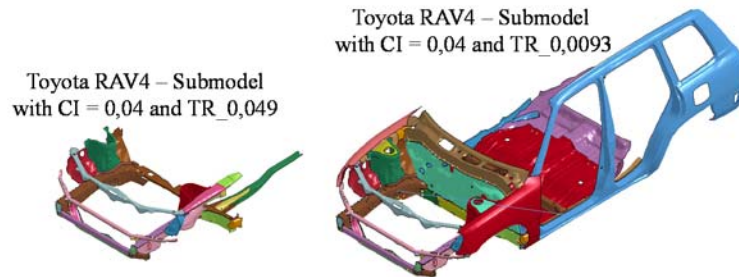 Toyota RAV4 – Submodel
with CI = 0,04 and TR_0,049
Toyota RAV4 – Submodel
with CI = 0,04 and TR_0,0093